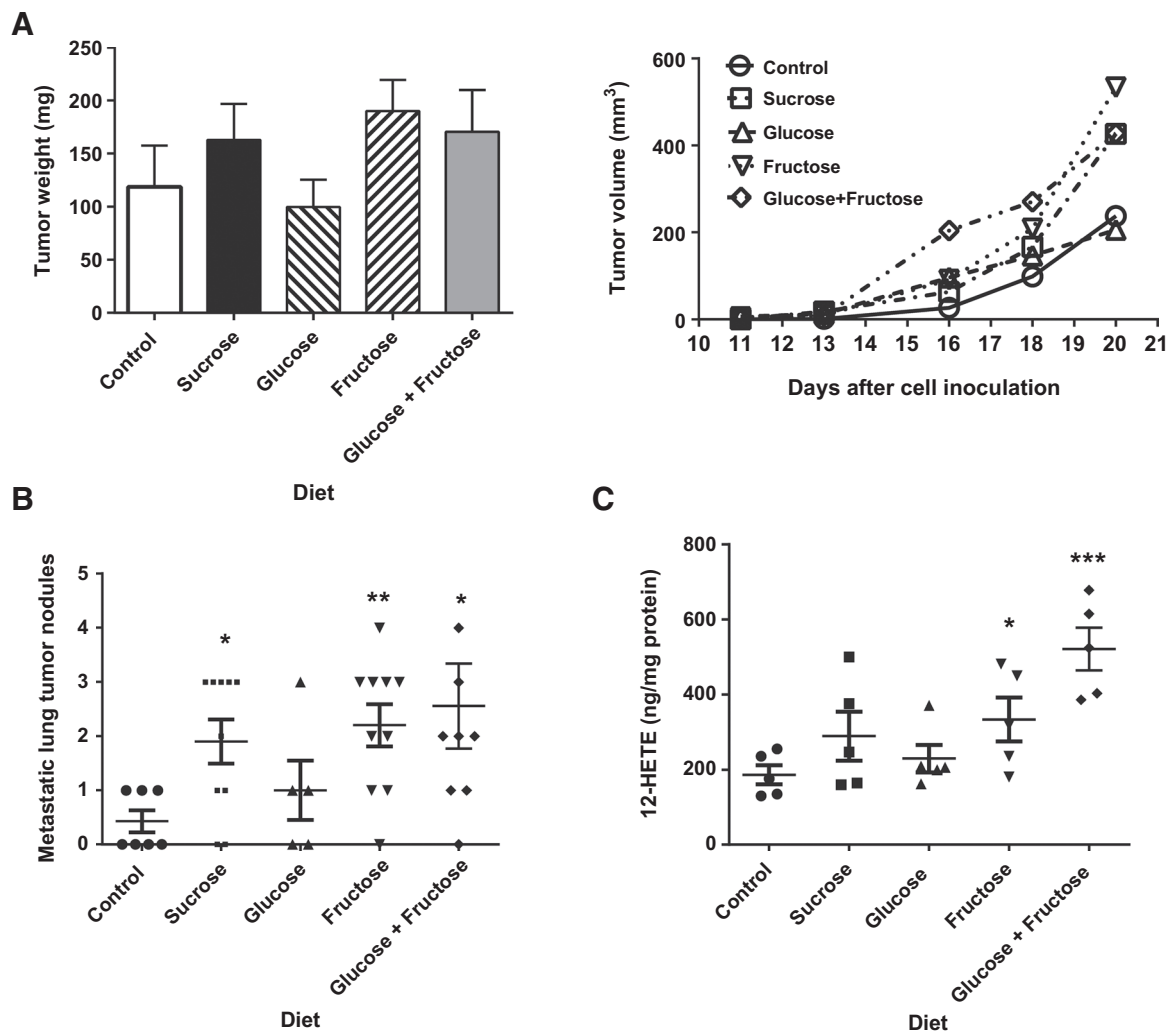 A
Tumor weight (mg)
250
200
150
100
50
0
Control
Sucrose
Glucose
Fructose
Glucose + Fructose
Diet
Tumor volume (mm³)
600
400
200
0
Control
Sucrose
Glucose
Fructose
Glucose+Fructose
10 11 12 13 14 15 16 17 18 19 20 21
Days after cell inoculation
B
Metastatic lung tumor nodules
5
4
3
2
1
0
*
**
*
Control
Sucrose
Glucose
Fructose
Glucose + Fructose
Diet
C
12-HETE (ng/mg protein)
800
600
400
200
0
*
***
Control
Sucrose
Glucose
Fructose
Glucose + Fructose
Diet